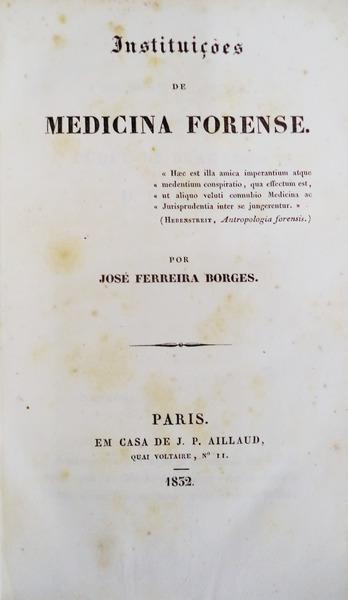 Instituições
DE
MEDICINA FORENSE.
« Hæc est illa amica imperantium atque
« medentium conspiratio, qua effectum est,
« ut aliquo veluti connubio Medicina ac
« Jurisprudentia inter se jungerentur. »
(HEBENSTREIT, Antropologia forensis.)
POR
JOSÉ FERREIRA BORGES.
PARIS.
EM CASA DE J. P. AILLAUD,
QUAI VOLTAIRE, Nº 11.
1832.